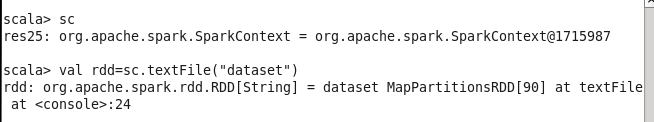 scala> sc
res25: org.apache.spark.SparkContext = org.apache.spark.SparkContext@1715987
scala> val rdd=sc.textFile("dataset")
rdd: org.apache.spark.rdd.RDD[String] = dataset MapPartitionsRDD[90] at textFile
 at <console>:24